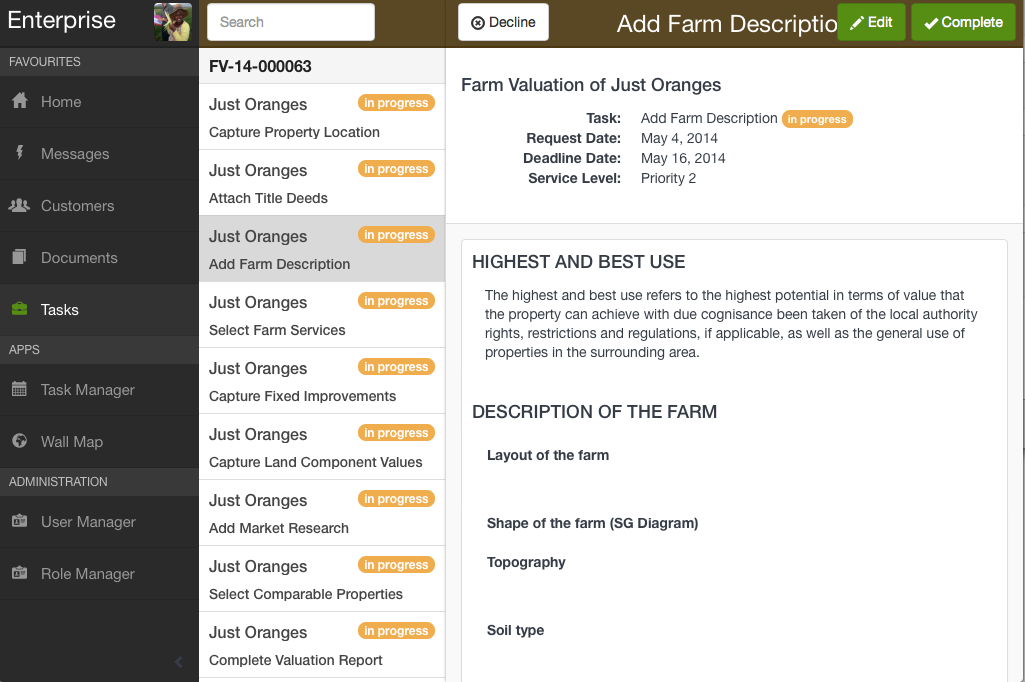 Enterprise
FAVOURITES
Home
Messages
Customers
Documents
Tasks
APPS
Task Manager
Wall Map
ADMINISTRATION
User Manager
Role Manager
Search
FV-14-000063
Just Oranges in progress
Capture Property Location
Just Oranges in progress
Attach Title Deeds
Just Oranges in progress
Add Farm Description
Just Oranges in progress
Select Farm Services
Just Oranges in progress
Capture Fixed Improvements
Just Oranges in progress
Capture Land Component Values
Just Oranges in progress
Add Market Research
Just Oranges in progress
Select Comparable Properties
Just Oranges in progress
Complete Valuation Report
Decline
Add Farm Descriptio
Edit
Complete
Farm Valuation of Just Oranges
Task: Add Farm Description in progress
Request Date: May 4, 2014
Deadline Date: May 16, 2014
Service Level: Priority 2
HIGHEST AND BEST USE
The highest and best use refers to the highest potential in terms of value that
the property can achieve with due cognisance been taken of the local authority
rights, restrictions and regulations, if applicable, as well as the general use of
properties in the surrounding area.
DESCRIPTION OF THE FARM
Layout of the farm
Shape of the farm (SG Diagram)
Topography
Soil type